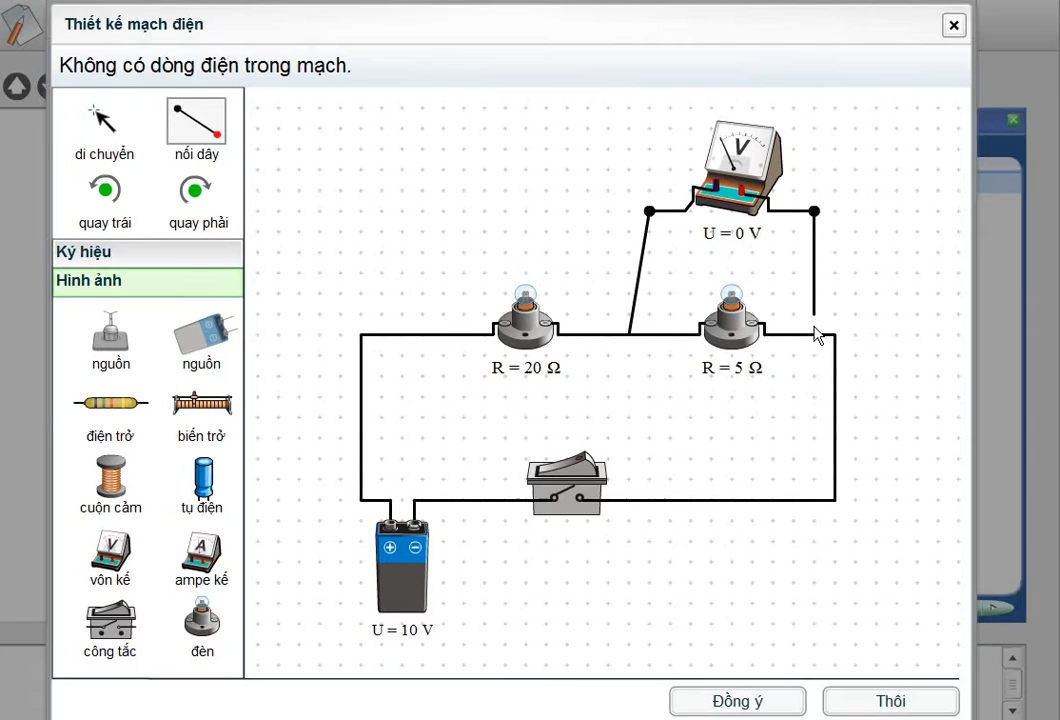 Thiết kế mạch điện
Không có dòng điện trong mạch.
di chuyển
nối dây
quay trái
quay phải
Ký hiệu
Hình ảnh
nguồn
nguồn
điện trở
biến trở
cuộn cảm
tụ điện
V
A
vôn kế
ampe kế
công tắc
đèn
V
U = 0 V
R = 20 Ω
R = 5 Ω
U = 10 V
Đồng ý
Thôi